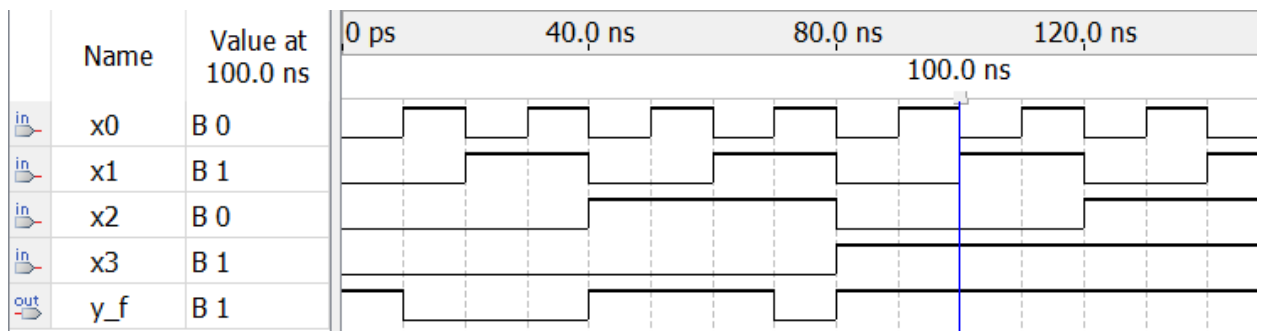 Name Value at 100.0 ns 0 ps 40.0 ns 80.0 ns 120.0 ns
100.0 ns
in x0 B 0
in x1 B 1
in x2 B 0
in x3 B 1
out y_f B 1